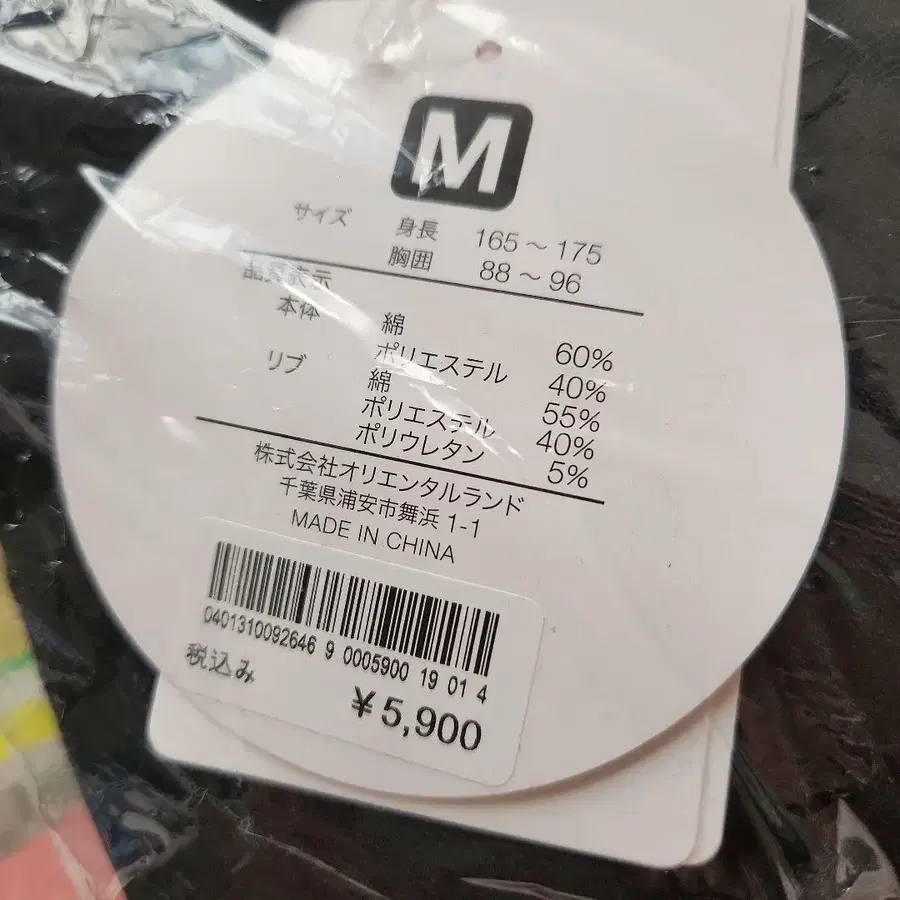 M
サイズ 身長 165～175
胸囲 88～96
品質表示
本体 綿 60%
ポリエステル 40%
リブ 綿 55%
ポリエステル 40%
ポリウレタン 5%
株式会社オリエンタルランド
千葉県浦安市舞浜 1-1
MADE IN CHINA
0401310092646 9 0005900 19 01 4
税込み
¥5,900